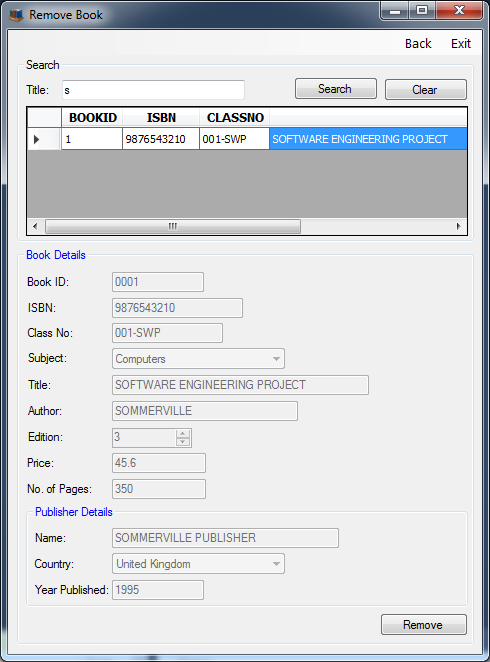 Remove Book
Back Exit
Search
Title: s Search Clear
BOOKID ISBN CLASSNO
1 9876543210 001-SWP SOFTWARE ENGINEERING PROJECT
Book Details
Book ID: 0001
ISBN: 9876543210
Class No: 001-SWP
Subject: Computers
Title: SOFTWARE ENGINEERING PROJECT
Author: SOMMERVILLE
Edition: 3
Price: 45.6
No. of Pages: 350
Publisher Details
Name: SOMMERVILLE PUBLISHER
Country: United Kingdom
Year Published: 1995
Remove